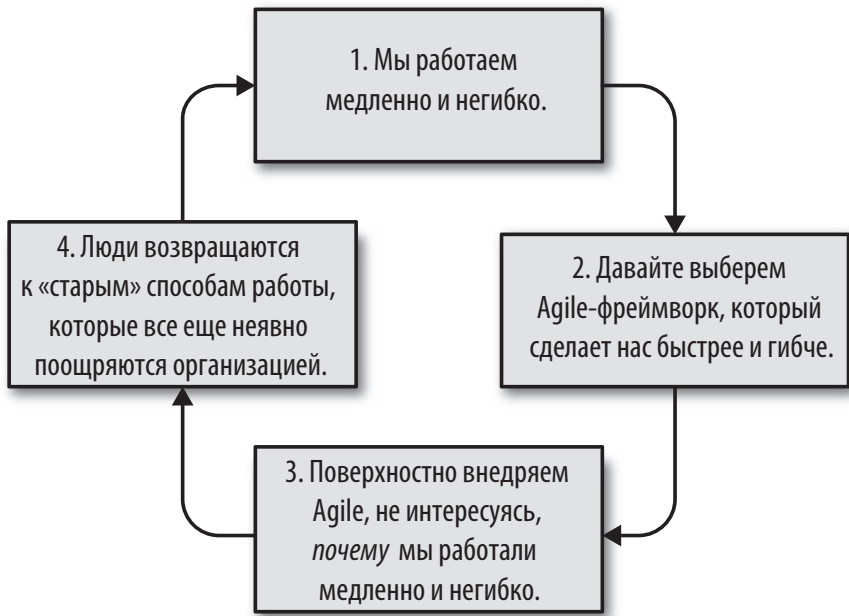 1. Мы работаем
медленно и негибко.
2. Давайте выберем
Agile-фреймворк, который
сделает нас быстрее и гибче.
3. Поверхностно внедряем
Agile, не интересуясь,
почему мы работали
медленно и негибко.
4. Люди возвращаются
к «старым» способам работы,
которые все еще неявно
поощряются организацией.